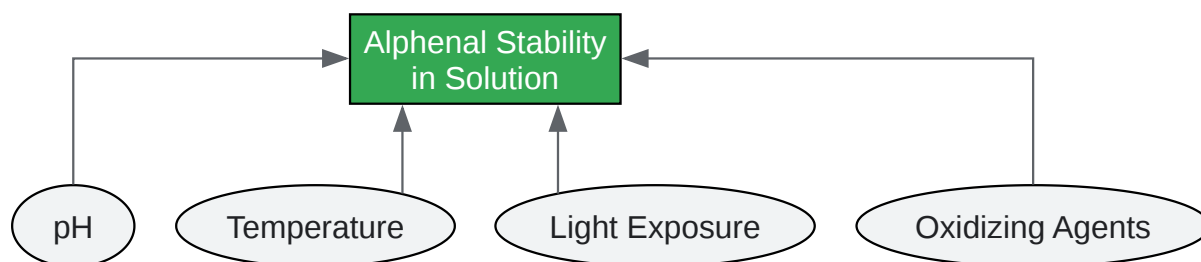 Alphenal Stability
in Solution
pH
Temperature
Light Exposure
Oxidizing Agents